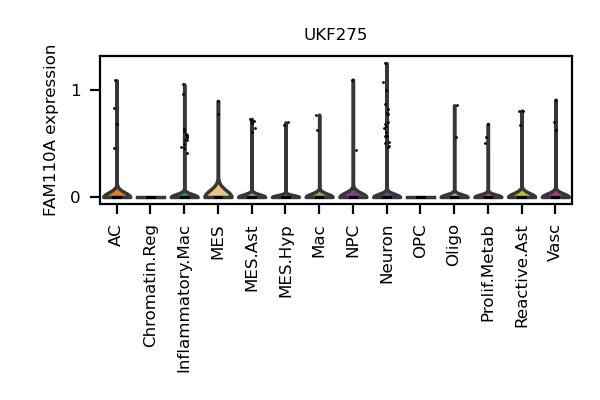 UKF275
FAM110A expression
1
0
AC
Chromatin.Reg
Inflammatory.Mac
MES
MES.Ast
MES.Hyp
Mac
NPC
Neuron
OPC
Oligo
Prolif.Metab
Reactive.Ast
Vasc